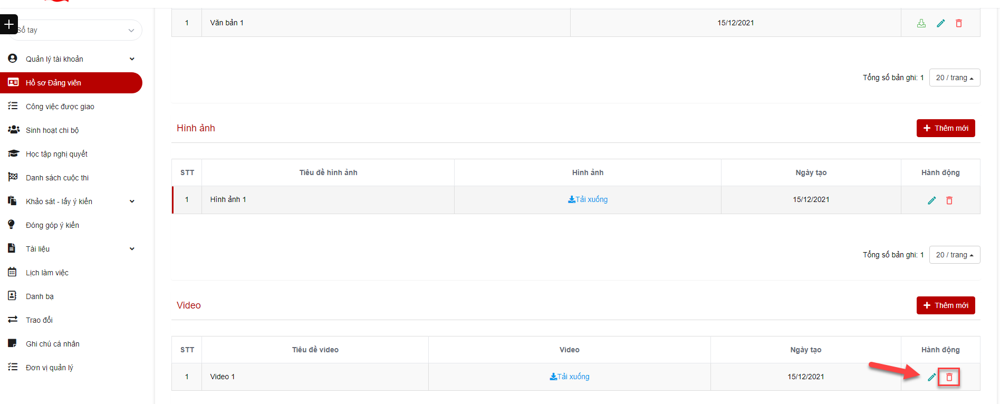 Sổ tay
Quản lý tài khoản
Hồ sơ Đảng viên
Công việc được giao
Sinh hoạt chi bộ
Học tập nghị quyết
Danh sách cuộc thi
Khảo sát - lấy ý kiến
Đóng góp ý kiến
Tài liệu
Lịch làm việc
Danh bạ
Trao đổi
Ghi chú cá nhân
Đơn vị quản lý
1 Văn bản 1 15/12/2021
Tổng số bản ghi: 1 20 / trang
Hình ảnh + Thêm mới
STT Tiêu đề hình ảnh Hình ảnh Ngày tạo Hành động
1 Hình ảnh 1 Tải xuống 15/12/2021
Tổng số bản ghi: 1 20 / trang
Video + Thêm mới
STT Tiêu đề video Video Ngày tạo Hành động
1 Video 1 Tải xuống 15/12/2021